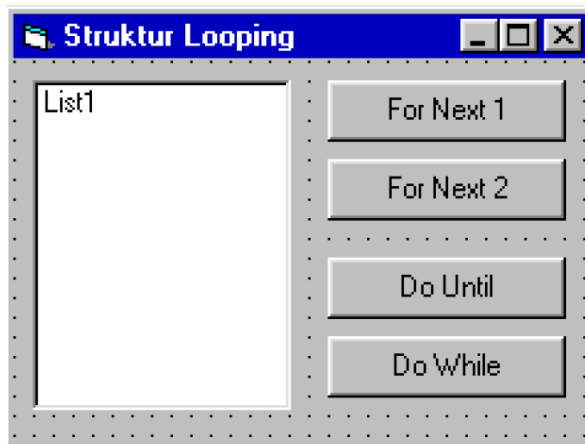 Struktur Looping
List1
For Next 1
For Next 2
Do Until
Do While